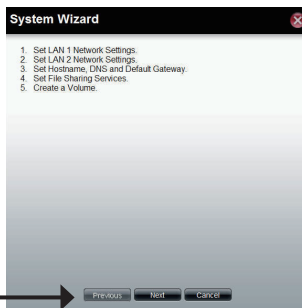 System Wizard
1. Set LAN 1 Network Settings.
2. Set LAN 2 Network Settings.
3. Set Hostname, DNS and Default Gateway.
4. Set File Sharing Services.
5. Create a Volume.
Previous Next Cancel